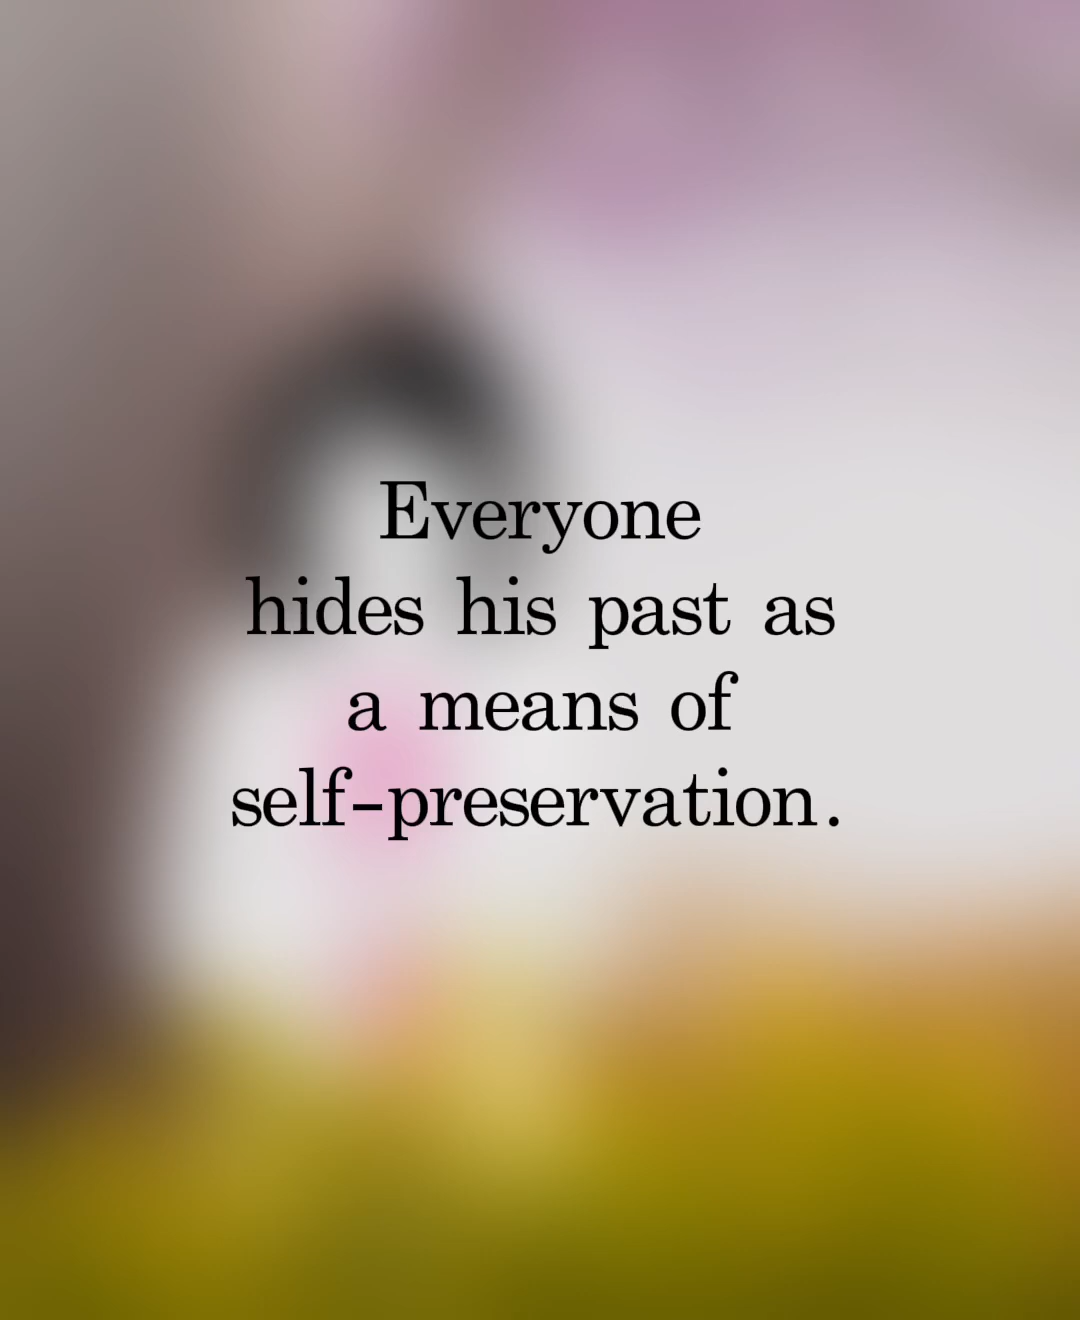 Everyone
hides his past as
a means of
self-preservation.